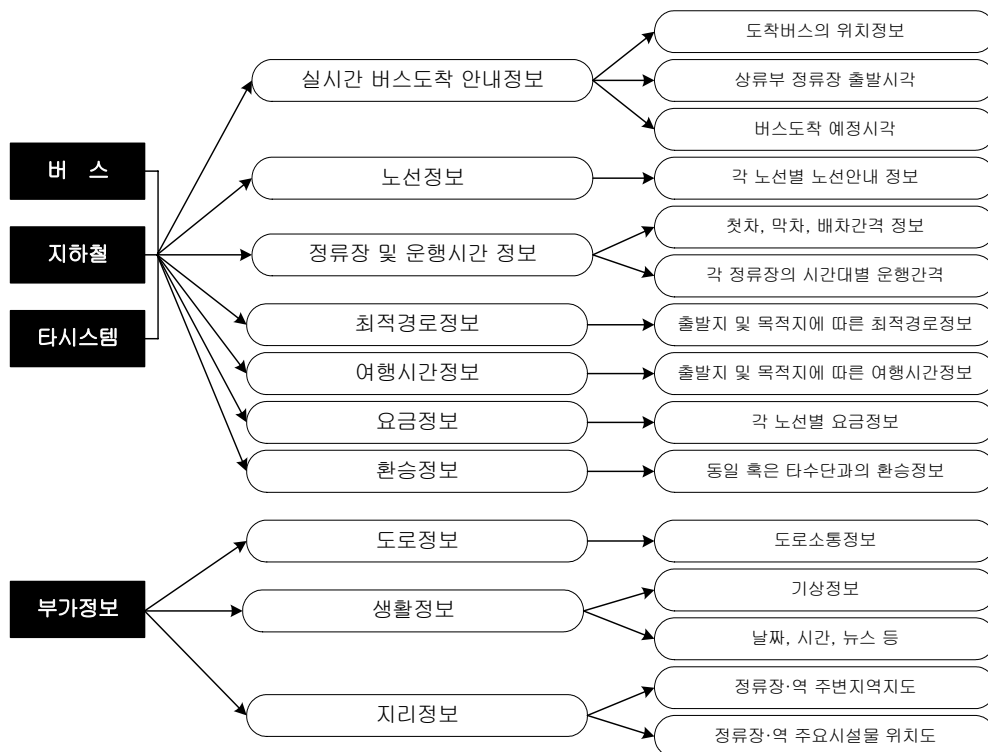 버 스
지하철
타시스템
실시간 버스도착 안내정보
도착버스의 위치정보
상류부 정류장 출발시각
버스도착 예정시각
노선정보
각 노선별 노선안내 정보
정류장 및 운행시간 정보
첫차, 막차, 배차간격 정보
각 정류장의 시간대별 운행간격
최적경로정보
출발지 및 목적지에 따른 최적경로정보
여행시간정보
출발지 및 목적지에 따른 여행시간정보
요금정보
각 노선별 요금정보
환승정보
동일 혹은 타수단과의 환승정보
부가정보
도로정보
도로소통정보
생활정보
기상정보
날짜, 시간, 뉴스 등
지리정보
정류장·역 주변지역지도
정류장·역 주요시설물 위치도